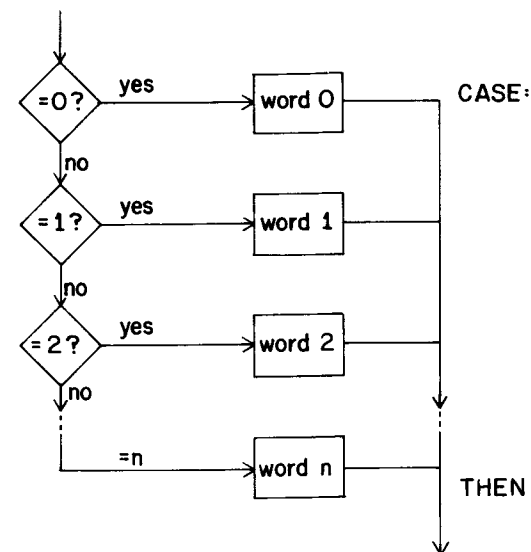 yes
=0?
word 0
CASE:
no
yes
=1?
word 1
no
yes
=2?
word 2
no
=n
word n
THEN